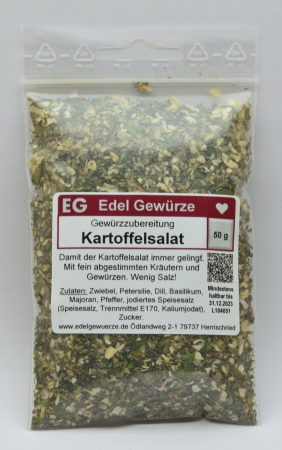 EG Edel Gewürze
Gewürzzubereitung
Kartoffelsalat
50 g
Damit der Kartoffelsalat immer gelingt.
Mit fein abgestimmten Kräutern und
Gewürzen. Wenig Salz!
Zutaten: Zwiebel, Petersilie, Dill, Basilikum,
Majoran, Pfeffer, jodiertes Speisesalz
(Speisesalz, Trennmittel E170, Kaliumjodat),
Zucker.
www.edelgewuerze.de Ödlandweg 2-1 79737 Herrischried
Mindestens
haltbar bis
31.12.2025
L104051